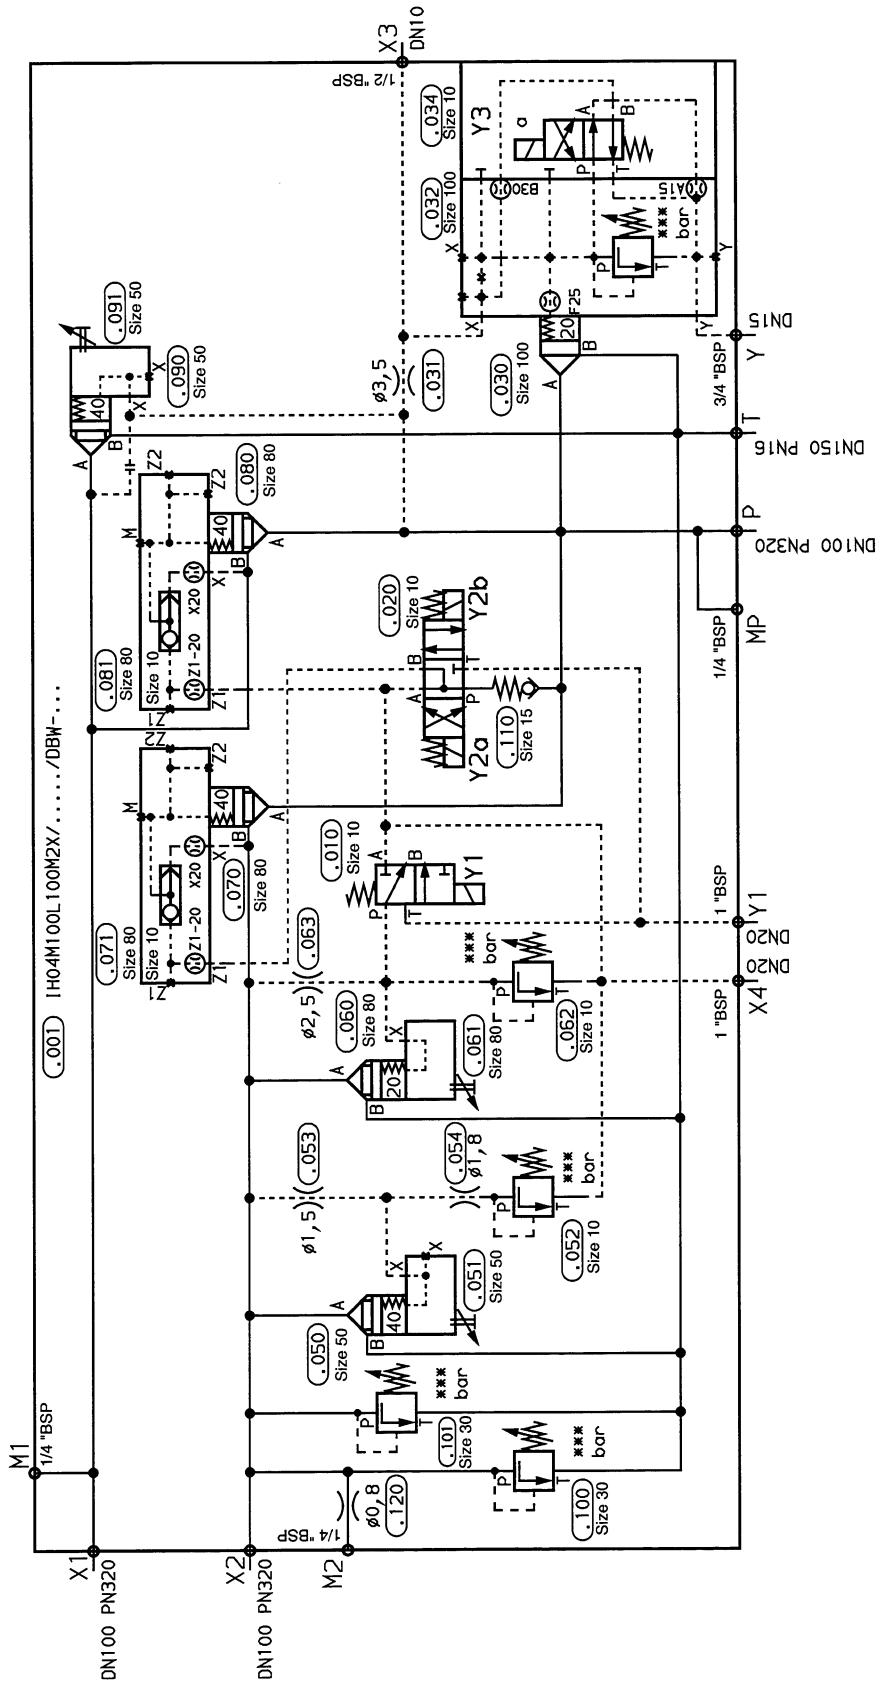 .001 IH04M100L100M2X/...../DBW-...
M1
1/4 "BSP
X1
DN100 PN320
X2
DN100 PN320
M2
1/4 "BSP
ø0,8
.120
.100
Size 30
P
T
***
bar
.101
Size 30
P
T
***
bar
.050
Size 50
A
B
40
X
X
.051
Size 50
ø1,5
.053
.054
ø1,8
.052
Size 10
P
T
***
bar
.060
Size 80
A
B
20
X
.061
Size 80
ø2,5
.063
.062
Size 10
P
T
***
bar
.071
Size 80
Size 10
Z1
Z1
Z1-20
X20
M
Z2
Z2
X
40
B
A
.070
Size 80
.081
Size 80
Size 10
Z1
Z1
Z1-20
X20
M
Z2
Z2
X
40
B
A
.080
Size 80
.010
Size 10
P
A
T
B
Y1
.020
Size 10
Y2a
Y2b
A
B
P
T
.110
Size 15
A
B
40
X
X
.090
Size 50
.091
Size 50
ø3,5
.031
.030
Size 100
A
B
20
F25
X
X
.032
Size 100
.034
Size 10
Y3
a
A
B
P
T
B30
A15
P
T
***
bar
Y
Y
X3
DN10
1/2 "BSP
3/4 "BSP
Y
DN15
T
DN150 PN16
P
DN100 PN320
1/4 "BSP
MP
1 "BSP
Y1
DN20
1 "BSP
X4
DN20